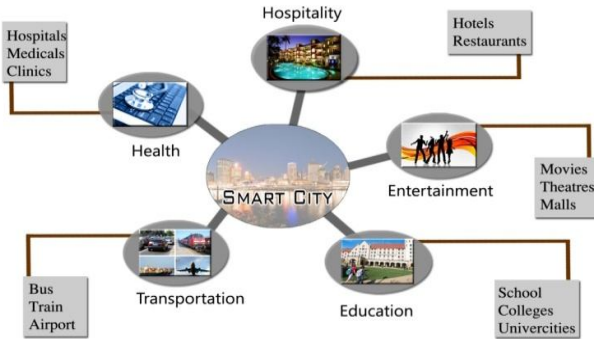 Hospitality
Hotels
Restaurants
Hospitals
Medicals
Clinics
Health
SMART CITY
Entertainment
Movies
Theatres
Malls
Transportation
Education
Bus
Train
Airport
School
Colleges
Univercities